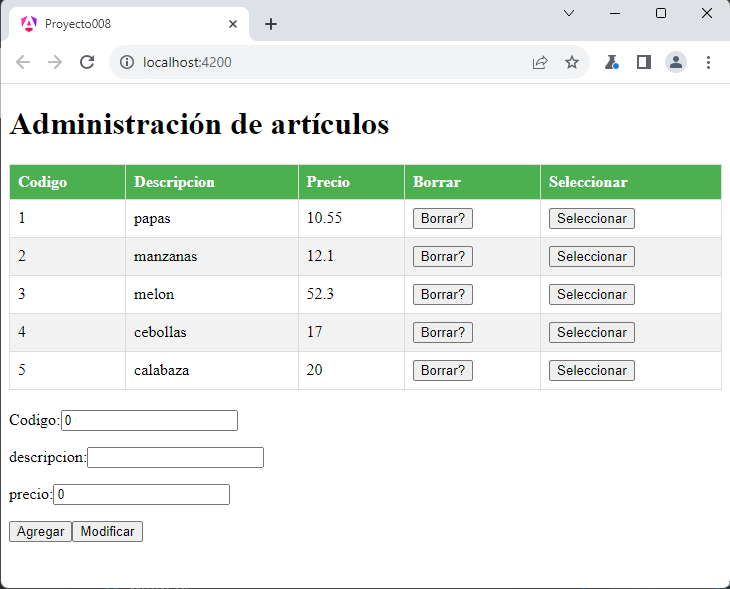 Proyecto008
localhost:4200
Administración de artículos
Codigo Descripcion Precio Borrar Seleccionar
1 papas 10.55 Borrar? Seleccionar
2 manzanas 12.1 Borrar? Seleccionar
3 melon 52.3 Borrar? Seleccionar
4 cebollas 17 Borrar? Seleccionar
5 calabaza 20 Borrar? Seleccionar
Codigo: 0
descripcion:
precio: 0
Agregar Modificar